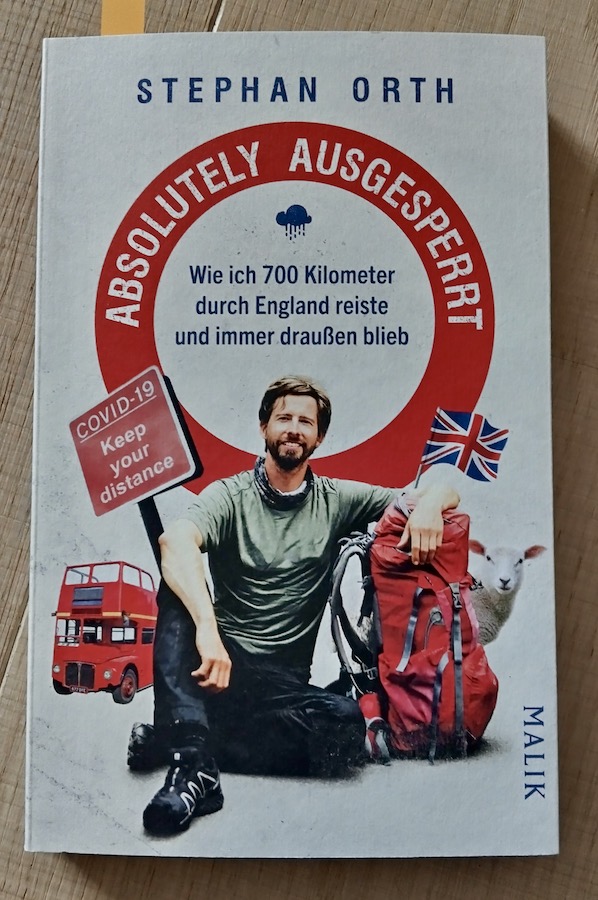 STEPHAN ORTH
ABSOLUTELY AUSGESPERRT
Wie ich 700 Kilometer
durch England reiste
und immer draußen blieb
COVID-19
Keep
your
distance
MALIK